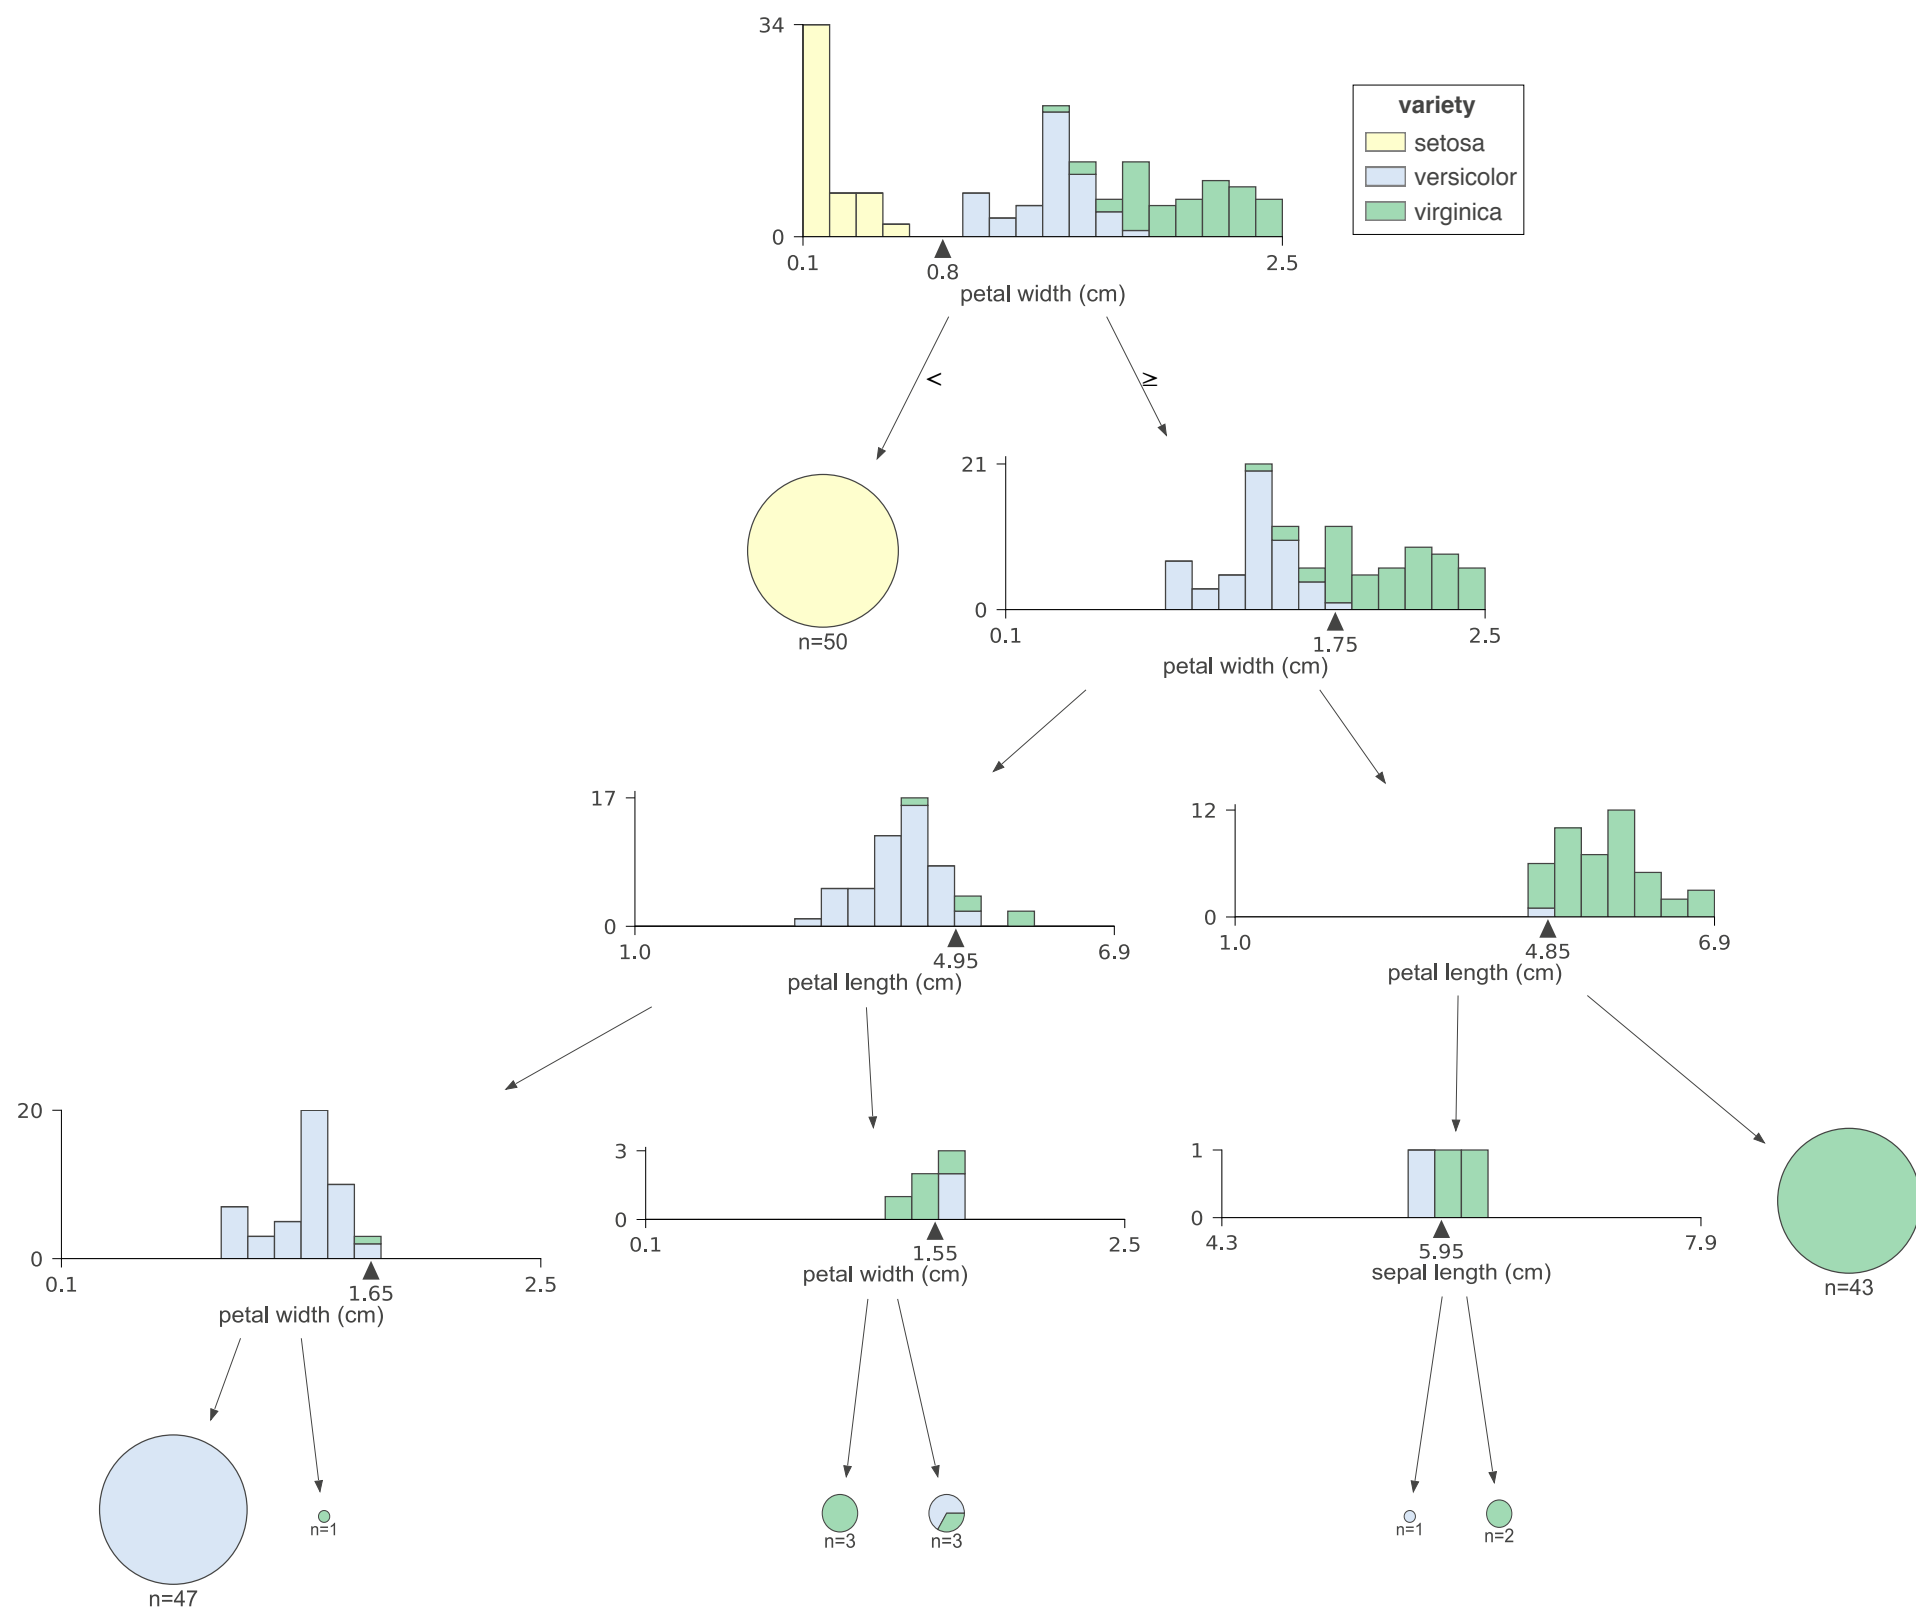 34
0
0.1
0.8
2.5
petal width (cm)
variety
setosa
versicolor
virginica
<
≥
n=50
21
0
0.1
1.75
2.5
petal width (cm)
17
0
1.0
4.95
6.9
petal length (cm)
12
0
1.0
4.85
6.9
petal length (cm)
20
0
0.1
1.65
2.5
petal width (cm)
3
0
0.1
1.55
2.5
petal width (cm)
1
0
4.3
5.95
7.9
sepal length (cm)
n=43
n=47
n=1
n=3
n=3
n=1
n=2